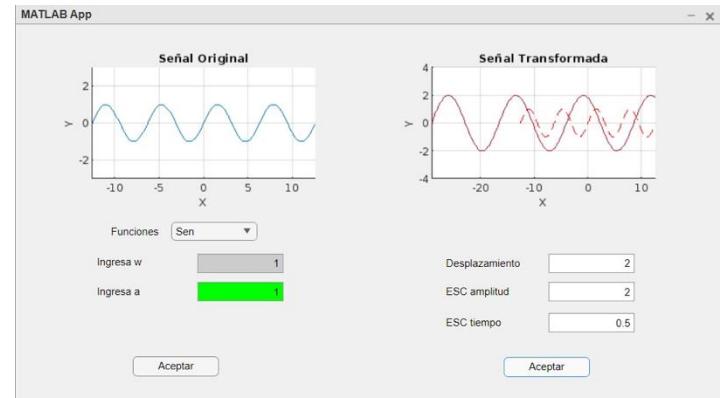 MATLAB App
Señal Original
2
0
-2
Y
-10 -5 0 5 10
X
Señal Transformada
4
2
0
-2
-4
Y
-20 -10 0 10
X
Funciones Sen
Ingresa w 1
Ingresa a 1
Aceptar
Desplazamiento 2
ESC amplitud 2
ESC tiempo 0.5
Aceptar